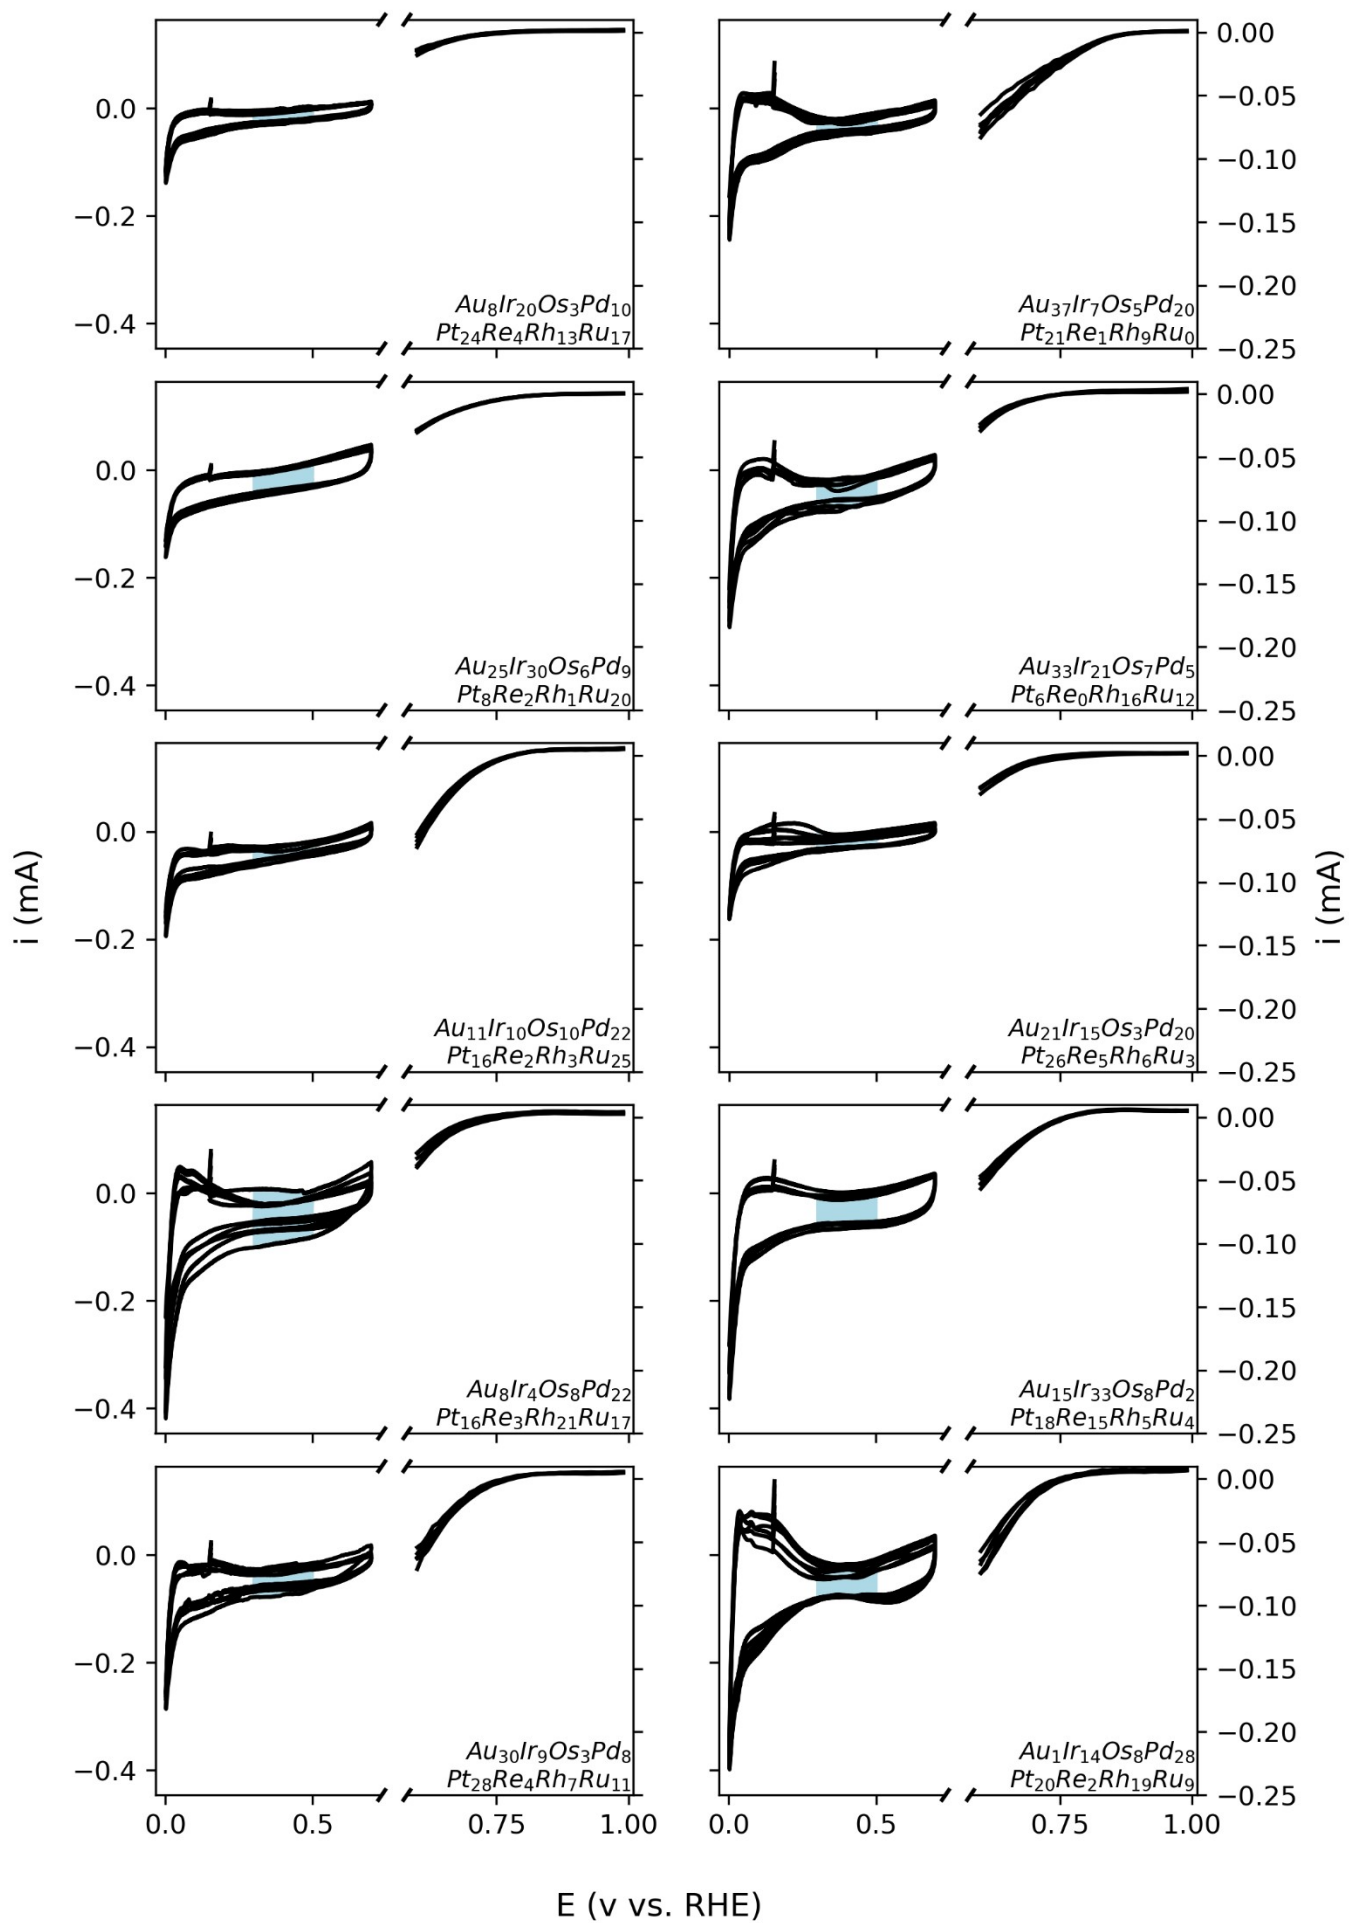 0.0
−0.2
−0.4
Au₈Ir₂₀Os₃Pd₁₀
Pt₂₄Re₄Rh₁₃Ru₁₇
Au₃₇Ir₇Os₅Pd₂₀
Pt₂₁Re₁Rh₉Ru₀
0.00
−0.05
−0.10
−0.15
−0.20
−0.25
0.0
−0.2
−0.4
Au₂₅Ir₃₀Os₆Pd₉
Pt₈Re₂Rh₁Ru₂₀
Au₃₃Ir₂₁Os₇Pd₅
Pt₆Re₀Rh₁₆Ru₁₂
0.00
−0.05
−0.10
−0.15
−0.20
−0.25
i (mA)
0.0
−0.2
−0.4
Au₁₁Ir₁₀Os₁₀Pd₂₂
Pt₁₆Re₂Rh₃Ru₂₅
Au₂₁Ir₁₅Os₃Pd₂₀
Pt₂₆Re₅Rh₆Ru₃
0.00
−0.05
−0.10
−0.15
−0.20
−0.25
i (mA)
0.0
−0.2
−0.4
Au₈Ir₄Os₈Pd₂₂
Pt₁₆Re₃Rh₂₁Ru₁₇
Au₁₅Ir₃₃Os₈Pd₂
Pt₁₈Re₁₅Rh₅Ru₄
0.00
−0.05
−0.10
−0.15
−0.20
−0.25
0.0
−0.2
−0.4
Au₃₀Ir₉Os₃Pd₈
Pt₂₈Re₄Rh₇Ru₁₁
Au₁Ir₁₄Os₈Pd₂₈
Pt₂₀Re₂Rh₁₉Ru₉
0.00
−0.05
−0.10
−0.15
−0.20
−0.25
0.0 0.5 0.75 1.00 0.0 0.5 0.75 1.00
E (v vs. RHE)